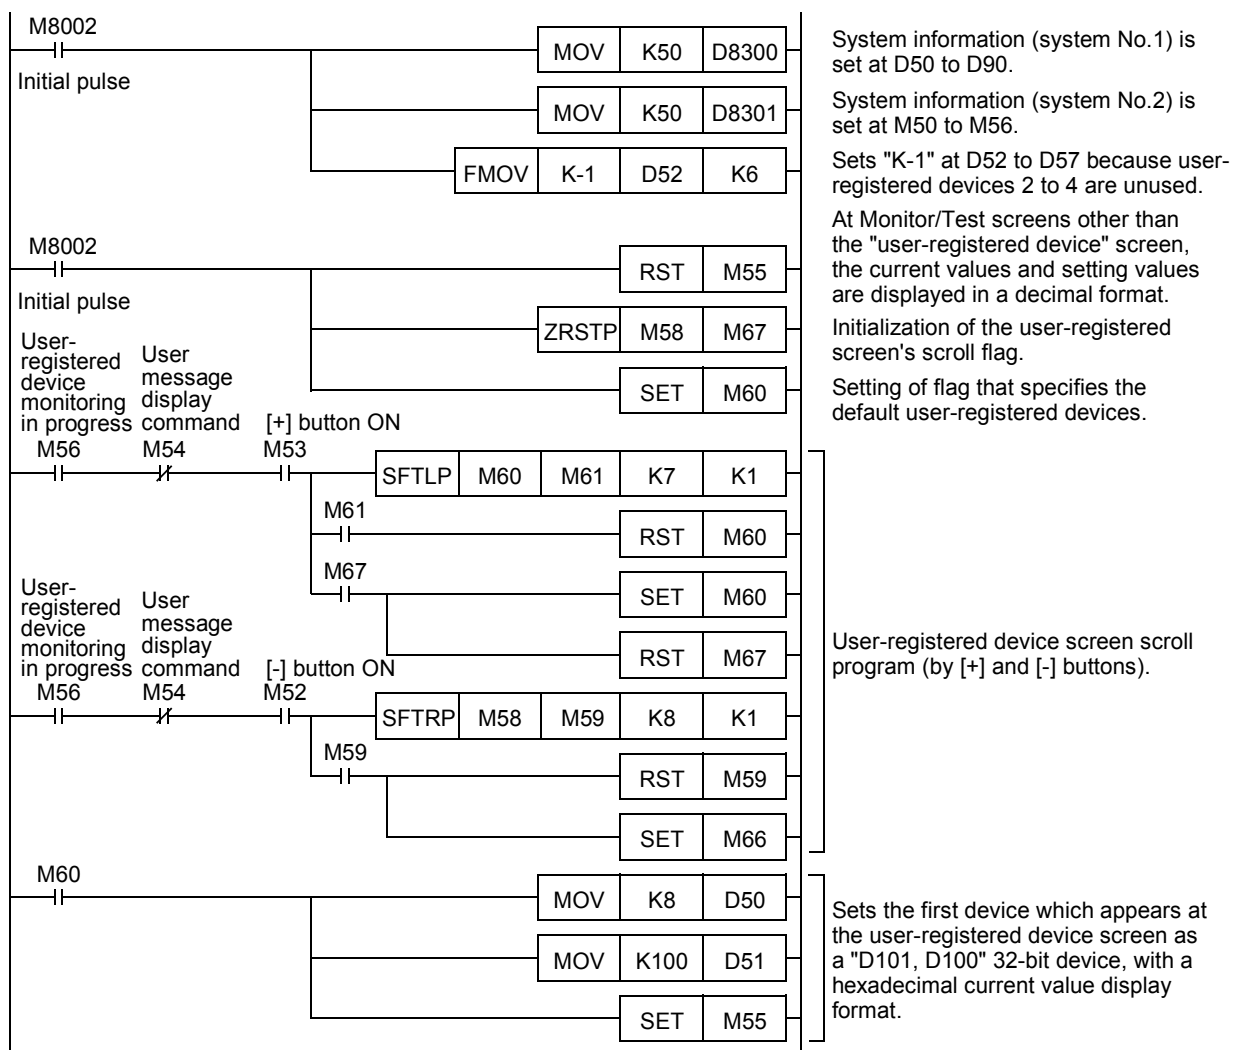 M8002
MOV K50 D8300
System information (system No.1) is
set at D50 to D90.
Initial pulse
MOV K50 D8301
System information (system No.2) is
set at M50 to M56.
FMOV K-1 D52 K6
Sets "K-1" at D52 to D57 because user-
registered devices 2 to 4 are unused.
M8002
RST M55
At Monitor/Test screens other than
the "user-registered device" screen,
the current values and setting values
are displayed in a decimal format.
Initial pulse
ZRSTP M58 M67
Initialization of the user-registered
screen's scroll flag.
SET M60
Setting of flag that specifies the
default user-registered devices.
User-
registered
device
monitoring
in progress
M56
User
message
display
command
M54
[+] button ON
M53
SFTLP M60 M61 K7 K1
M61
RST M60
M67
SET M60
RST M67
User-registered device screen scroll
program (by [+] and [-] buttons).
User-
registered
device
monitoring
in progress
M56
User
message
display
command
M54
[-] button ON
M52
SFTRP M58 M59 K8 K1
M59
RST M59
SET M66
M60
MOV K8 D50
MOV K100 D51
SET M55
Sets the first device which appears at
the user-registered device screen as
a "D101, D100" 32-bit device, with a
hexadecimal current value display
format.